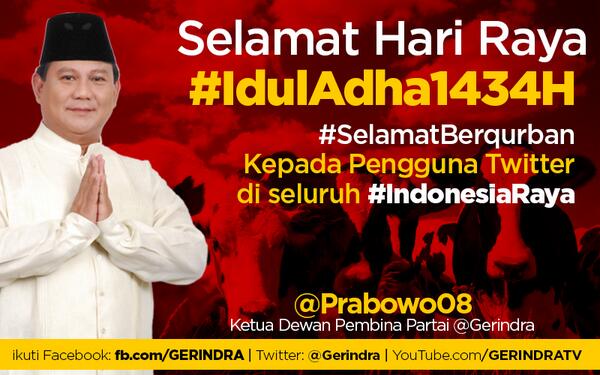 Selamat Hari Raya
#IdulAdha1434H
#SelamatBerqurban
Kepada Pengguna Twitter
di seluruh #IndonesiaRaya
@Prabowo08
Ketua Dewan Pembina Partai @Gerindra
ikuti Facebook: fb.com/GERINDRA | Twitter: @Gerindra | YouTube.com/GERINDRATV